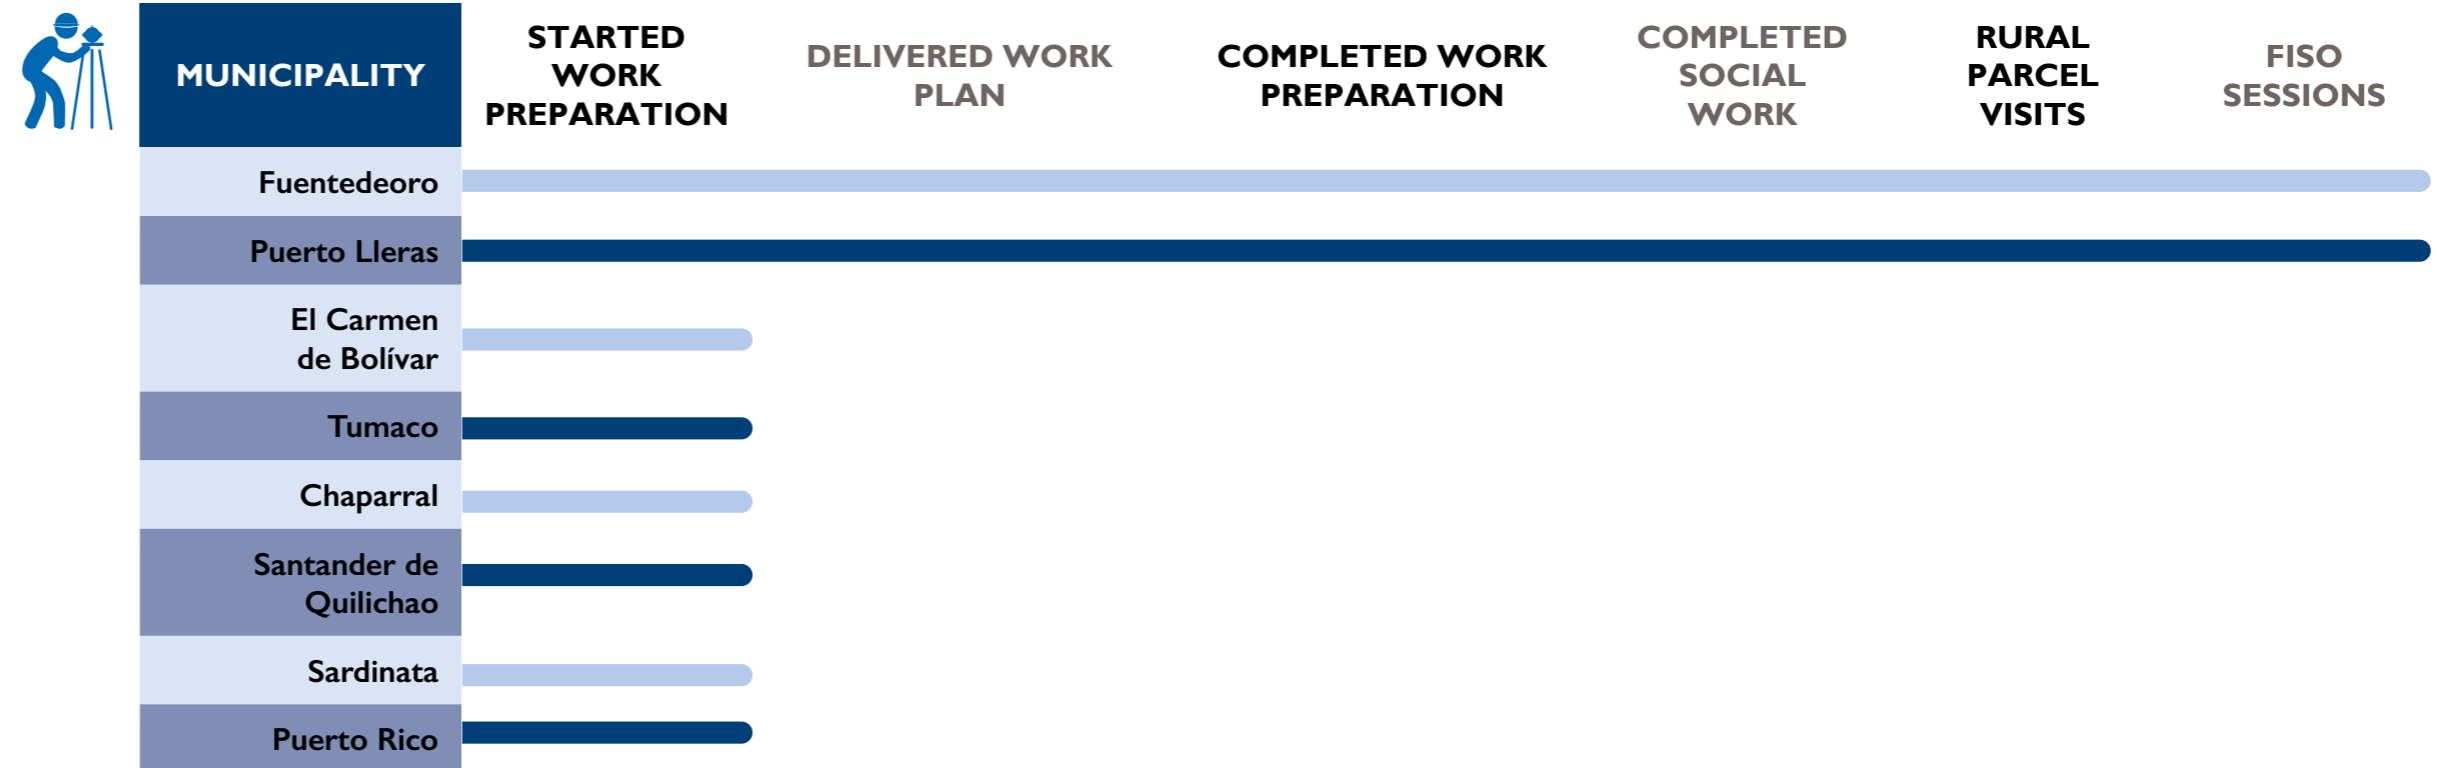 MUNICIPALITY
STARTED
WORK
PREPARATION
DELIVERED WORK
PLAN
COMPLETED WORK
PREPARATION
COMPLETED
SOCIAL
WORK
RURAL
PARCEL
VISITS
FISO
SESSIONS
Fuentedeoro
Puerto Lleras
El Carmen
de Bolívar
Tumaco
Chaparral
Santander de
Quilichao
Sardinata
Puerto Rico